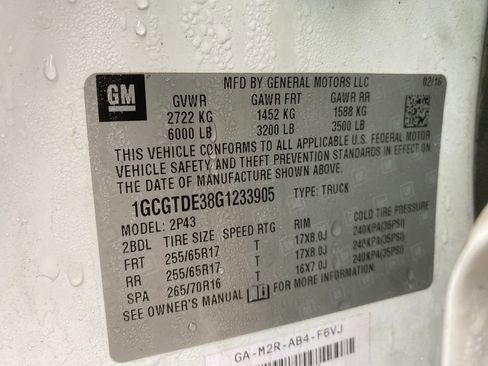 GM
MFD BY GENERAL MOTORS LLC 02/16
GVWR GAWR FRT GAWR RR
2722 KG 1452 KG 1588 KG
6000 LB 3200 LB 3500 LB
THIS VEHICLE CONFORMS TO ALL APPLICABLE U.S. FEDERAL MOTOR
VEHICLE SAFETY AND THEFT PREVENTION STANDARDS IN EFFECT ON
THE DATE OF MANUFACTURE SHOWN ABOVE.
1GCGTDE38G1233905 TYPE: TRUCK
MODEL: 2P43
2BDL TIRE SIZE SPEED RTG RIM COLD TIRE PRESSURE
FRT 255/65R17 T 17X8.0J 240KPA(35PSI)
RR 255/65R17 T 17X8.0J 240KPA(35PSI)
SPA 265/70R16 T 16X7.0J 240KPA(35PSI)
SEE OWNER'S MANUAL FOR MORE INFORMATION.
GA-M2R-AB4-F6VJ